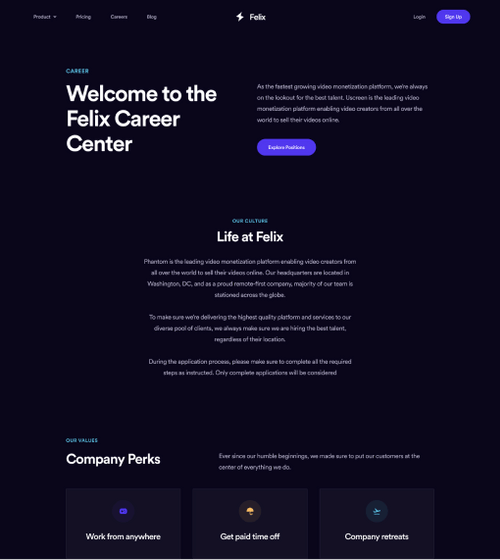 Product
Pricing
Careers
Blog
Felix
Login
Sign Up
CAREER
Welcome to the
Felix Career
Center
As the fastest growing video monetization platform, we're always
on the lookout for the best talent. Uscreen is the leading video
monetization platform enabling video creators from all over the
world to sell their videos online.
Explore Positions
OUR CULTURE
Life at Felix
Phantom is the leading video monetization platform enabling video creators from
all over the world to sell their videos online. Our headquarters are located in
Washington, DC, and as a proud remote-first company, majority of our team is
stationed across the globe.
To make sure we're delivering the highest quality platform and services to our
diverse pool of clients, we always make sure we are hiring the best talent,
regardless of their location.
During the application process, please make sure to complete all the required
steps as instructed. Only complete applications will be considered
OUR VALUES
Company Perks
Ever since our humble beginnings, we made sure to put our customers at the
center of everything we do.
Work from anywhere
Get paid time off
Company retreats